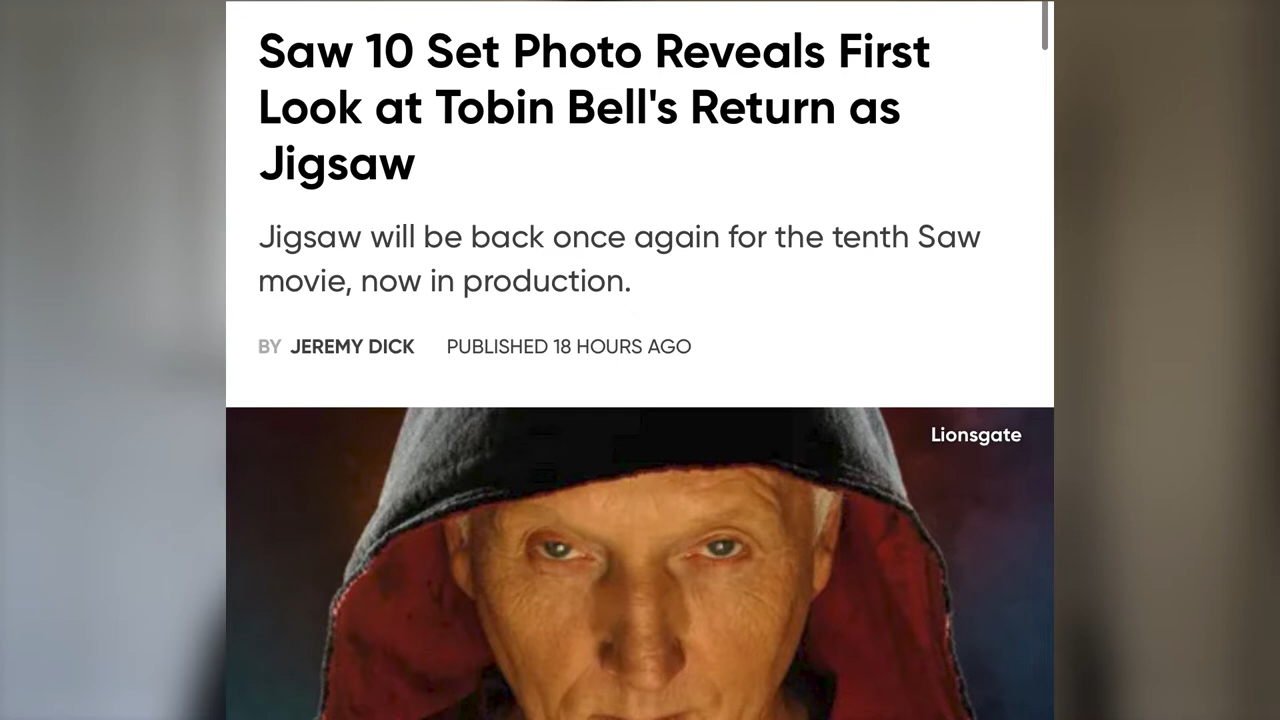 Saw 10 Set Photo Reveals First
Look at Tobin Bell's Return as
Jigsaw
Jigsaw will be back once again for the tenth Saw
movie, now in production.
BY JEREMY DICK PUBLISHED 18 HOURS AGO
Lionsgate